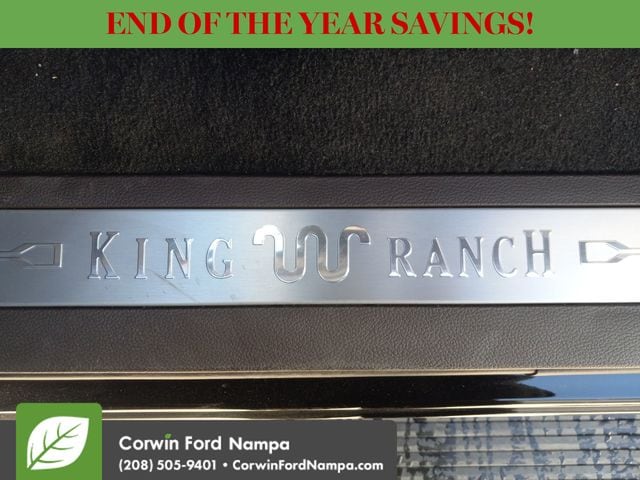 END OF THE YEAR SAVINGS!
KING RANCH
Corwin Ford Nampa
(208) 505-9401 • CorwinFordNampa.com